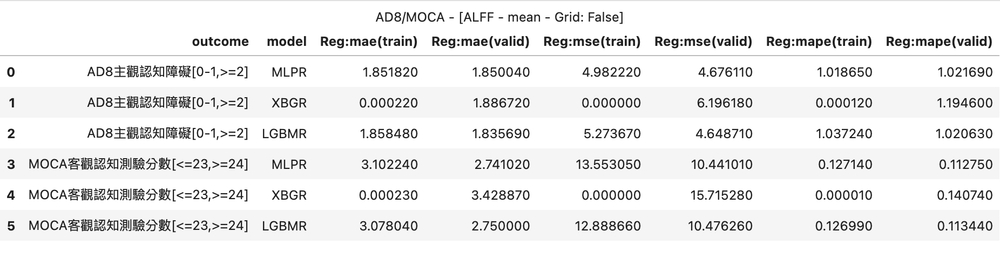 AD8/MOCA - [ALFF - mean - Grid: False]
outcome model Reg:mae(train) Reg:mae(valid) Reg:mse(train) Reg:mse(valid) Reg:mape(train) Reg:mape(valid)
0 AD8主觀認知障礙[0-1,>=2] MLPR 1.851820 1.850040 4.982220 4.676110 1.018650 1.021690
1 AD8主觀認知障礙[0-1,>=2] XBGR 0.000220 1.886720 0.000000 6.196180 0.000120 1.194600
2 AD8主觀認知障礙[0-1,>=2] LGBMR 1.858480 1.835690 5.273670 4.648710 1.037240 1.020630
3 MOCA客觀認知測驗分數[<=23,>=24] MLPR 3.102240 2.741020 13.553050 10.441010 0.127140 0.112750
4 MOCA客觀認知測驗分數[<=23,>=24] XBGR 0.000230 3.428870 0.000000 15.715280 0.000010 0.140740
5 MOCA客觀認知測驗分數[<=23,>=24] LGBMR 3.078040 2.750000 12.888660 10.476260 0.126990 0.113440